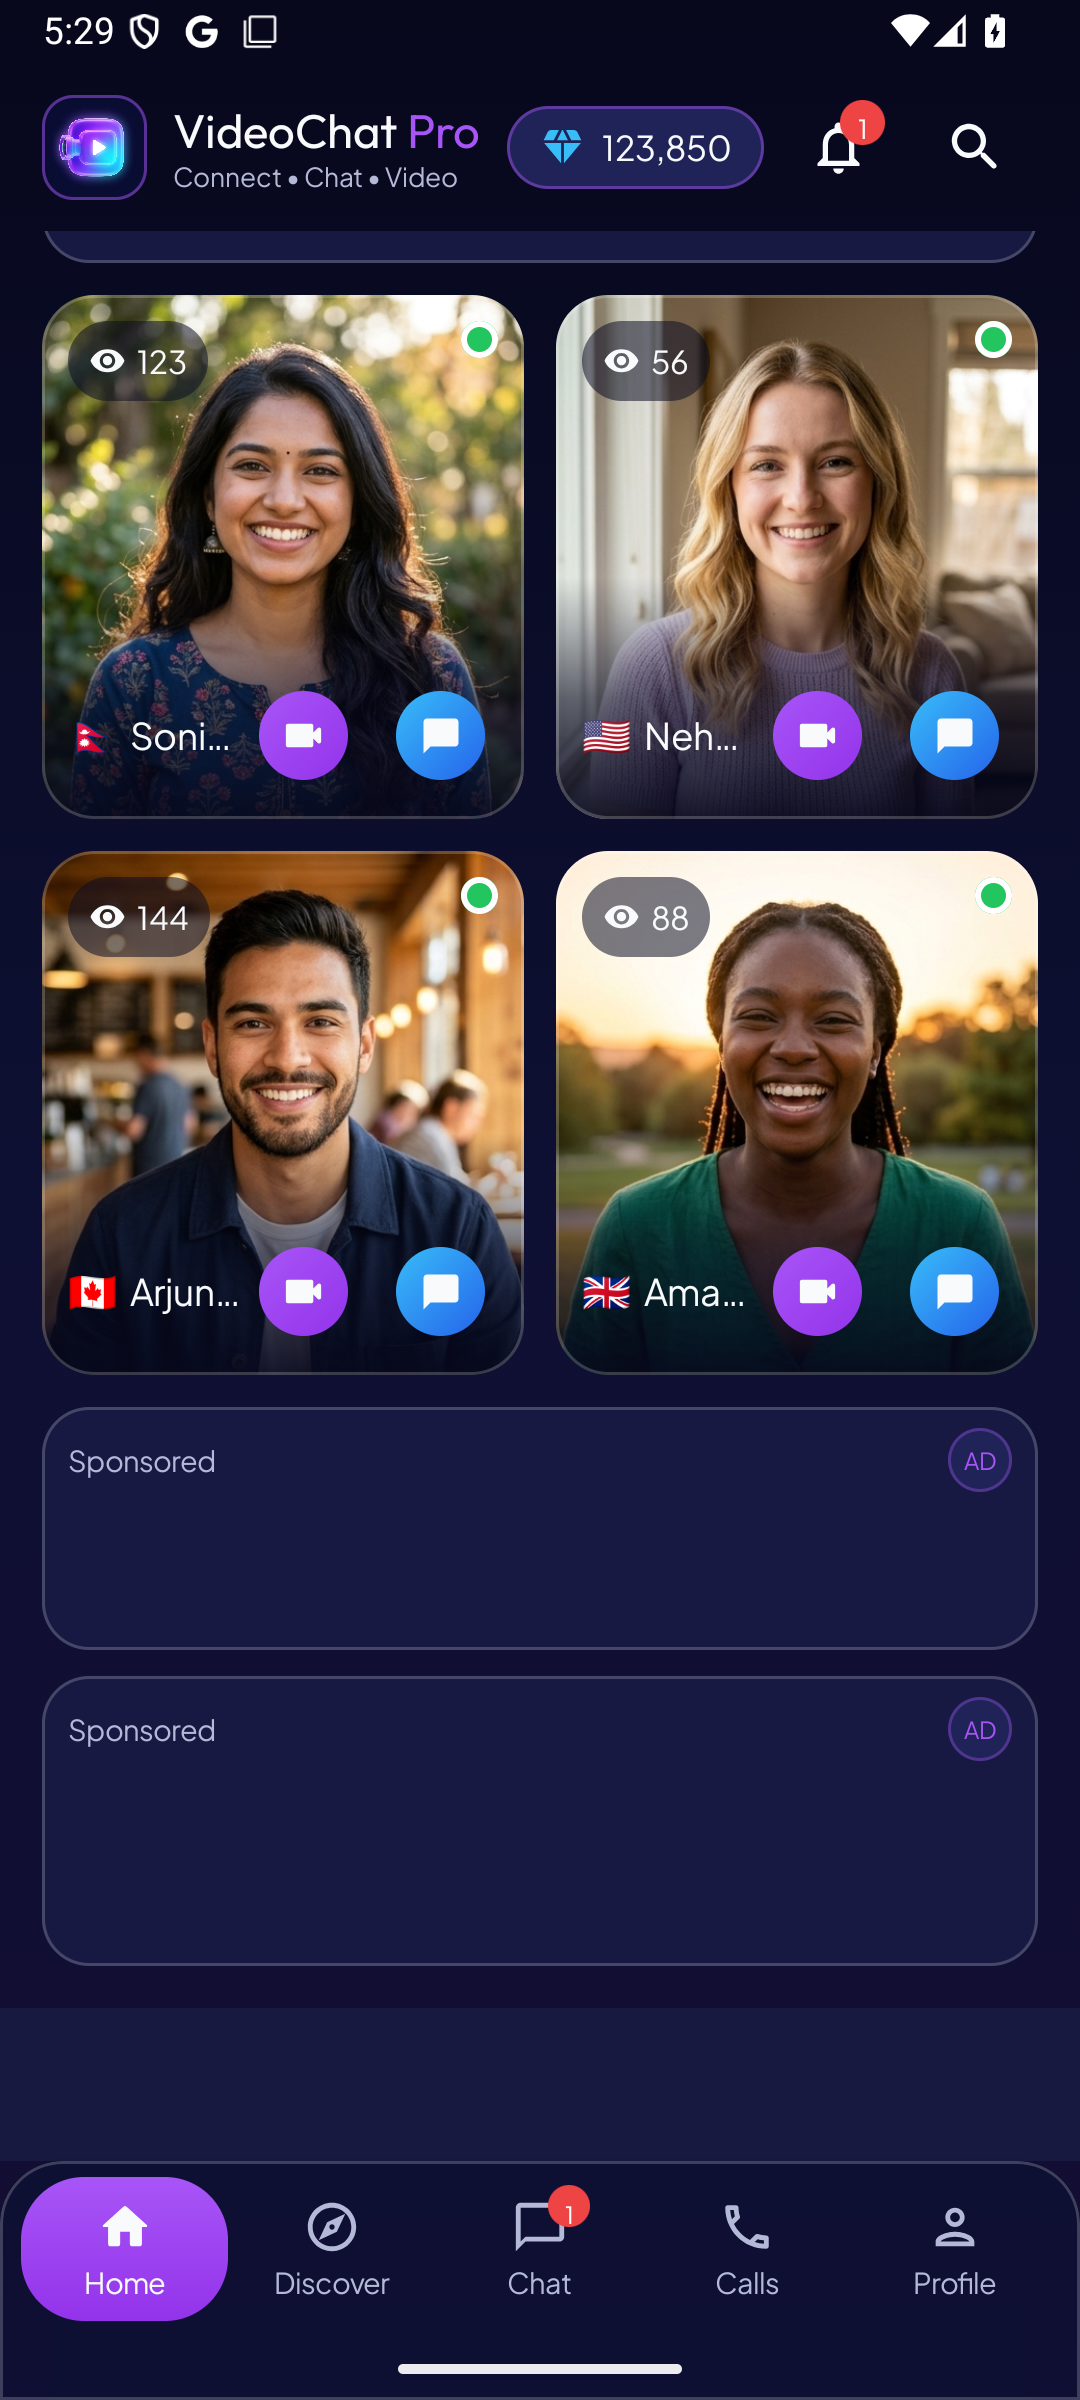 5:29
VideoChat Pro
Connect • Chat • Video
123,850
1
123
56
Soni...
Neh...
144
88
Arjun...
Ama...
Sponsored
AD
Sponsored
AD
1
Home
Discover
Chat
Calls
Profile